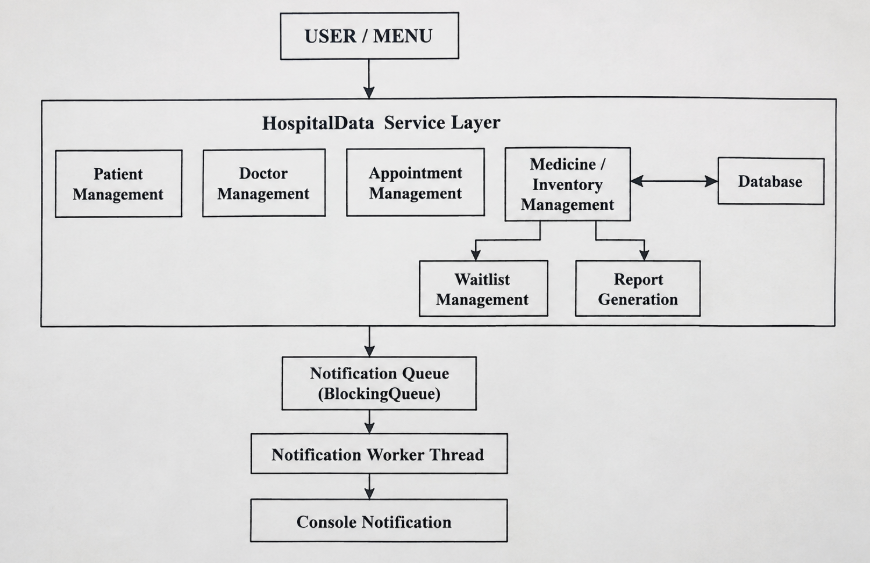 USER / MENU
HospitalData Service Layer
Patient
Management
Doctor
Management
Appointment
Management
Medicine /
Inventory
Management
Database
Waitlist
Management
Report
Generation
Notification Queue
(BlockingQueue)
Notification Worker Thread
Console Notification